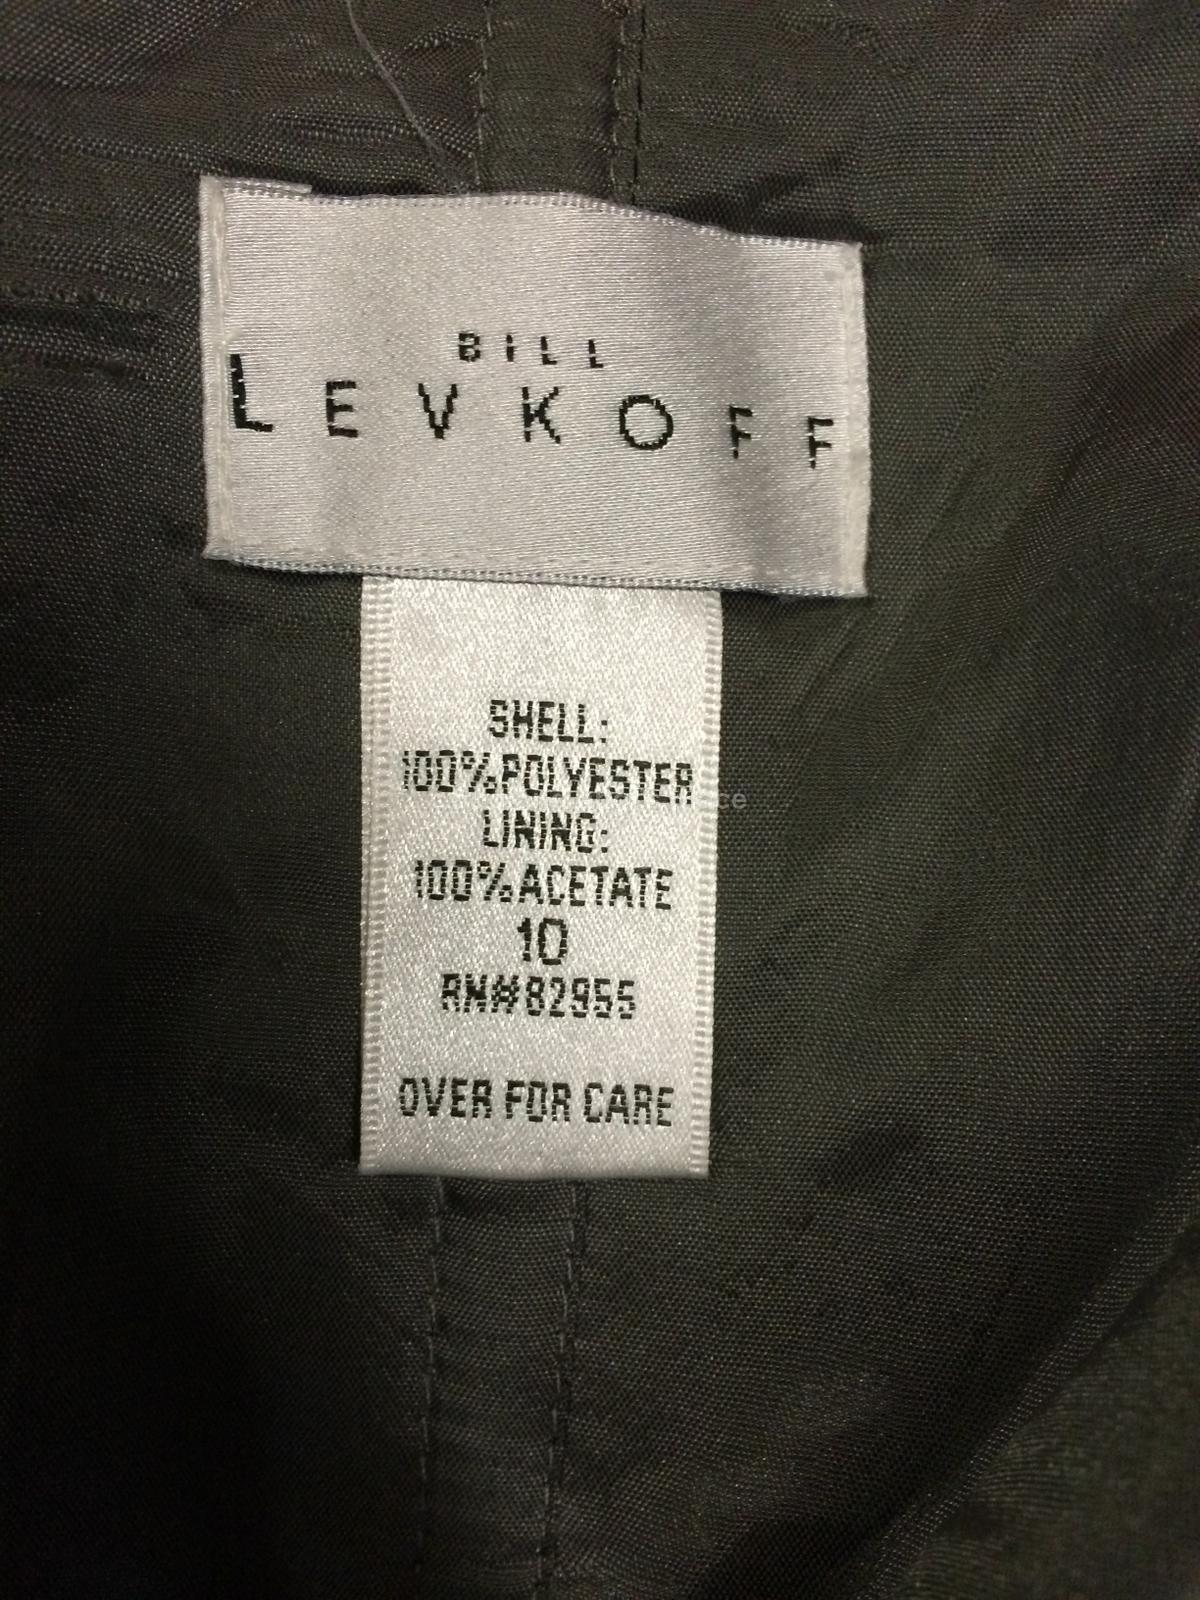 BILL
LEVKOFF
SHELL:
100%POLYESTER
LINING:
100%ACETATE
10
RN#82955
OVER FOR CARE